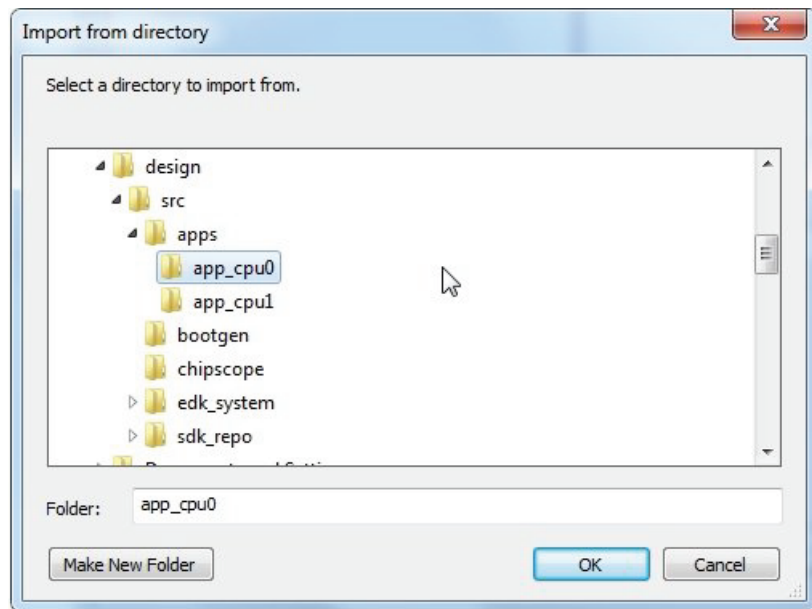 Import from directory
Select a directory to import from.
design
src
apps
app_cpu0
app_cpu1
bootgen
chipscope
edk_system
sdk_repo
Folder: app_cpu0
Make New Folder OK Cancel